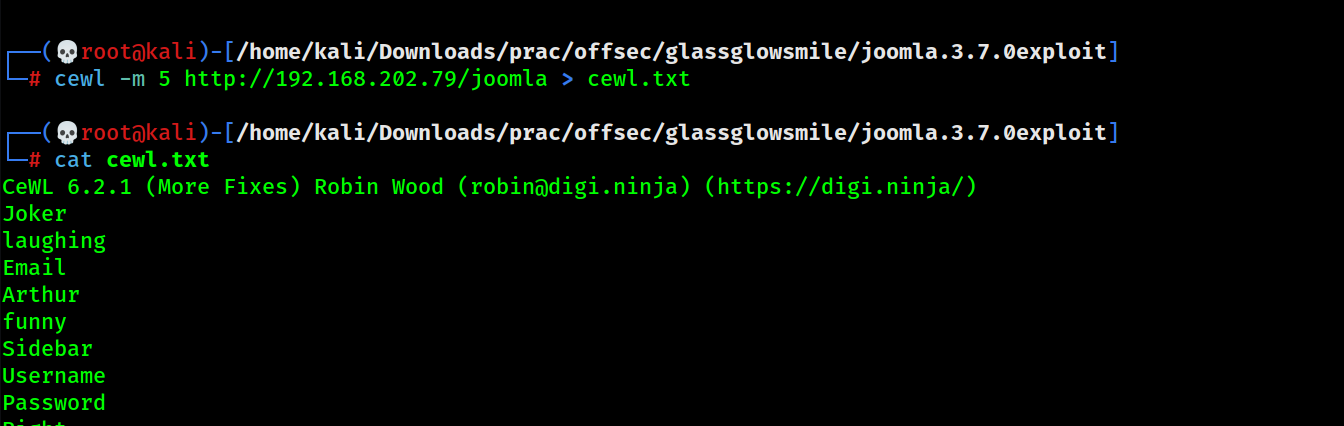 ┌──(💀root@kali)-[/home/kali/Downloads/prac/offsec/glassglowsmile/joomla.3.7.0exploit]
└─# cewl -m 5 http://192.168.202.79/joomla > cewl.txt
┌──(💀root@kali)-[/home/kali/Downloads/prac/offsec/glassglowsmile/joomla.3.7.0exploit]
└─# cat cewl.txt
CeWL 6.2.1 (More Fixes) Robin Wood (robin@digi.ninja) (https://digi.ninja/)
Joker
laughing
Email
Arthur
funny
Sidebar
Username
Password